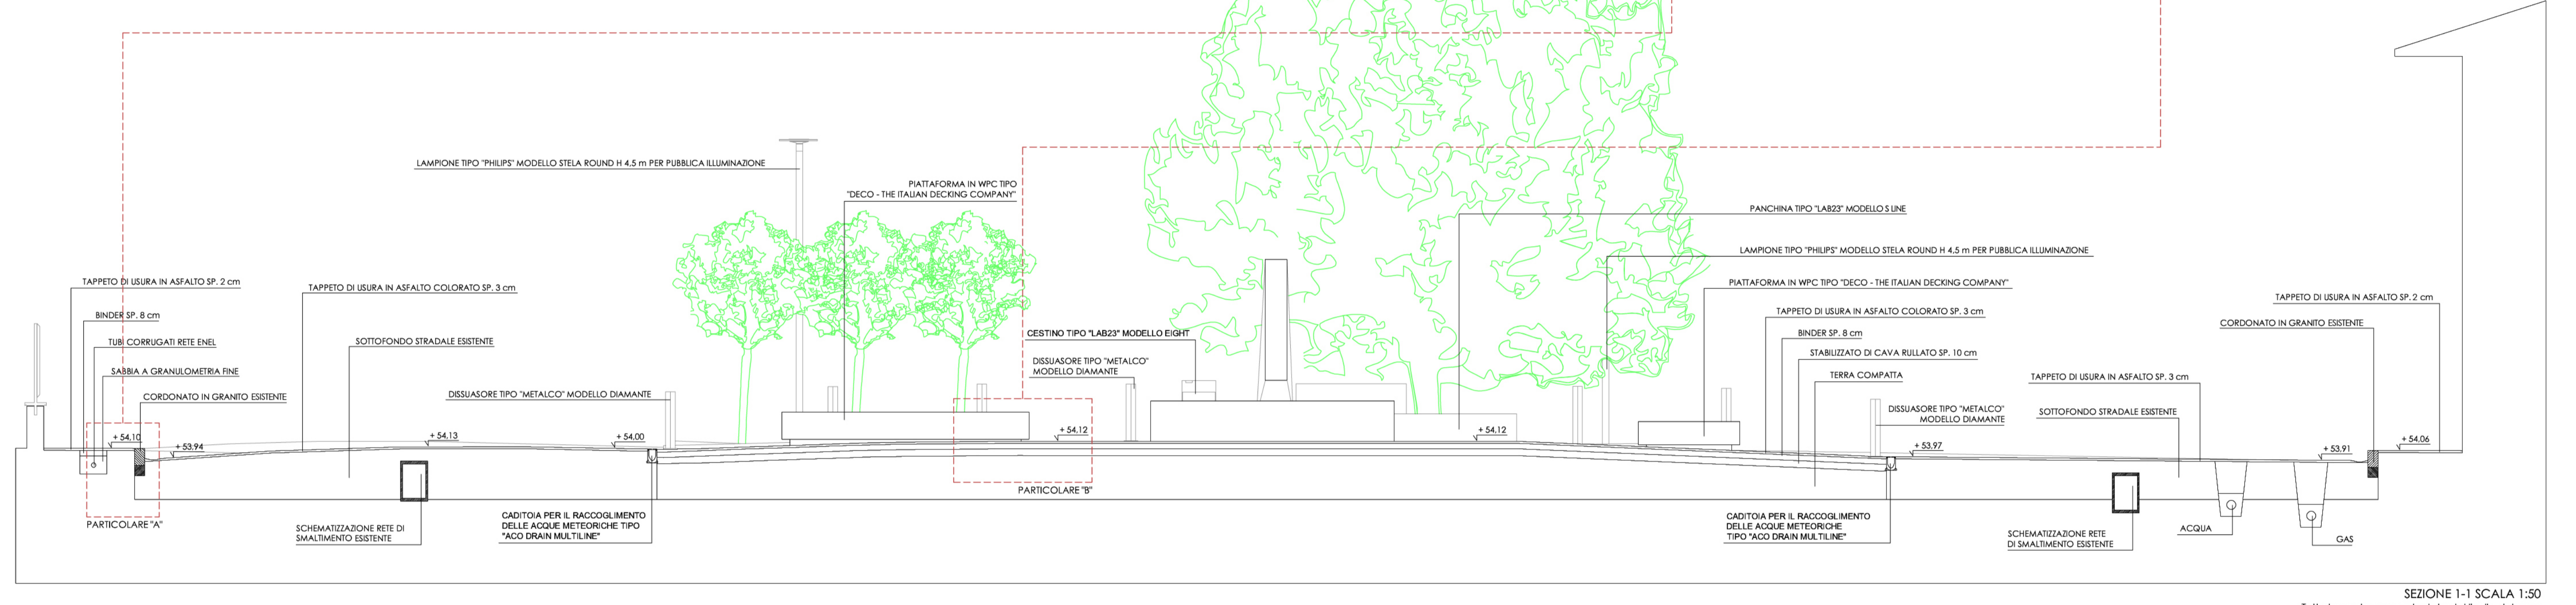 LAMPIONE TIPO "PHILIPS" MODELLO STELA ROUND H 4.5 m PER PUBBLICA ILLUMINAZIONE
PIATTAFORMA IN WPC TIPO
"DECO - THE ITALIAN DECKING COMPANY"
PANCHINA TIPO "LAB23" MODELLO S LINE
LAMPIONE TIPO "PHILIPS" MODELLO STELA ROUND H 4.5 m PER PUBBLICA ILLUMINAZIONE
TAPPETO DI USURA IN ASFALTO SP. 2 cm
TAPPETO DI USURA IN ASFALTO COLORATO SP. 3 cm
PIATTAFORMA IN WPC TIPO "DECO - THE ITALIAN DECKING COMPANY"
TAPPETO DI USURA IN ASFALTO SP. 2 cm
BINDER SP. 8 cm
TAPPETO DI USURA IN ASFALTO COLORATO SP. 3 cm
CORDONATO IN GRANITO ESISTENTE
CESTINO TIPO "LAB23" MODELLO EIGHT
BINDER SP. 8 cm
TUBI CORRUGATI RETE ENEL
SOTTOFONDO STRADALE ESISTENTE
STABILIZZATO DI CAVA RULLATO SP. 10 cm
DISSUASORE TIPO "METALCO"
MODELLO DIAMANTE
SABBIA A GRANULOMETRIA FINE
TERRA COMPATTA
TAPPETO DI USURA IN ASFALTO SP. 3 cm
CORDONATO IN GRANITO ESISTENTE
DISSUASORE TIPO "METALCO" MODELLO DIAMANTE
DISSUASORE TIPO "METALCO"
MODELLO DIAMANTE
SOTTOFONDO STRADALE ESISTENTE
+ 54,10
+ 53,94
+ 54,13
+ 54,00
+ 54,12
+ 54,12
+ 53,97
+ 53,91
+ 54,06
PARTICOLARE "A"
PARTICOLARE "B"
SCHEMATIZZAZIONE RETE DI
SMALTIMENTO ESISTENTE
CADITOIA PER IL RACCOGLIMENTO
DELLE ACQUE METEORICHE TIPO
"ACO DRAIN MULTILINE"
CADITOIA PER IL RACCOGLIMENTO
DELLE ACQUE METEORICHE
TIPO "ACO DRAIN MULTILINE"
SCHEMATIZZAZIONE RETE
DI SMALTIMENTO ESISTENTE
ACQUA
GAS
SEZIONE 1-1 SCALA 1:50